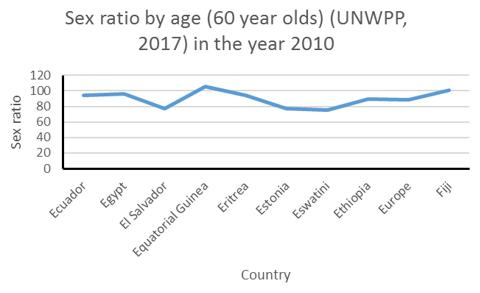 Sex ratio by age (60 year olds) (UNWPP,
2017) in the year 2010
120
100
80
60
40
20
0
Sex ratio
Ecuador
Egypt
El Salvador
Equatorial Guinea
Eritrea
Estonia
Eswatini
Ethiopia
Europe
Fiji
Country